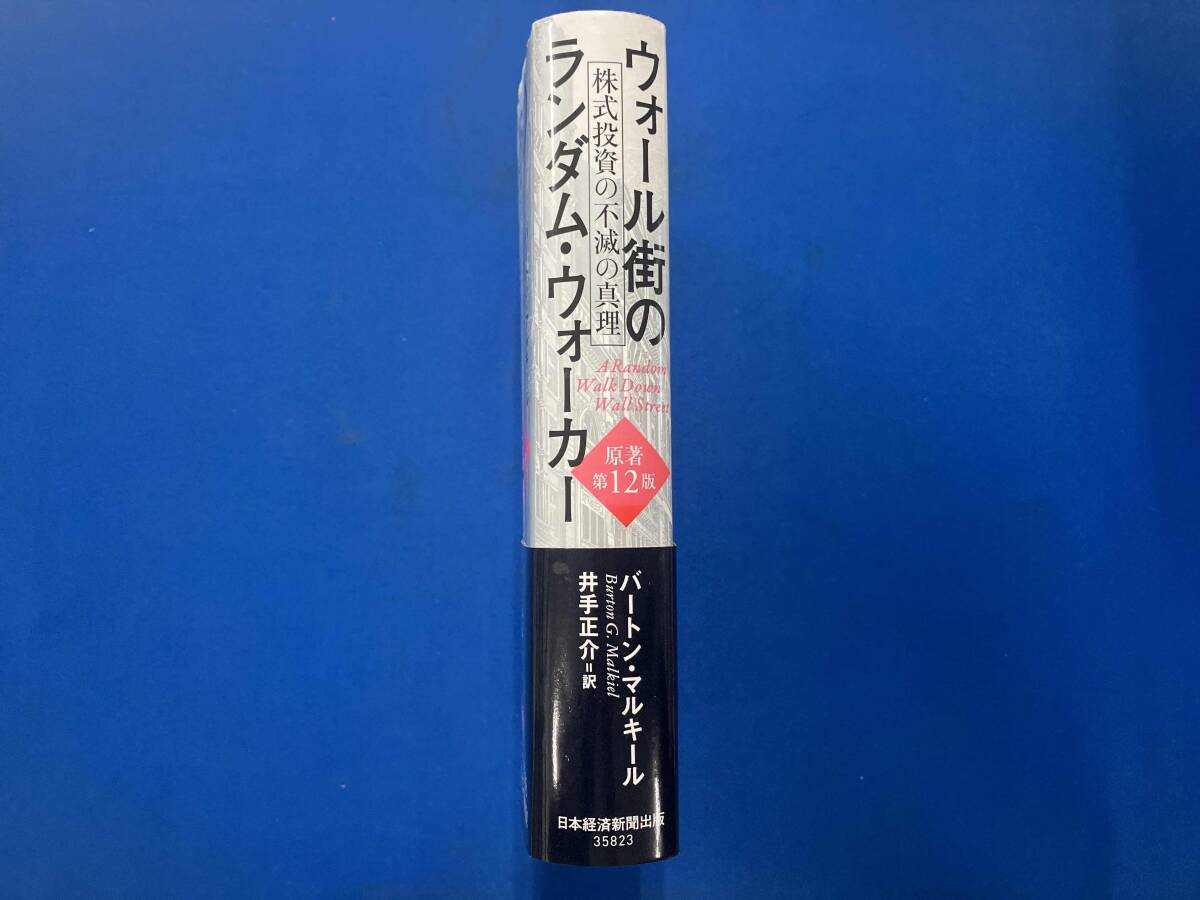 ウォール街の
ランダム・ウォーカー
株式投資の不滅の真理
A Random
Walk Down
Wall Street
原著
第12版
バートン・マルキール
Burton G. Malkiel
井手正介=訳
日本経済新聞出版
35823